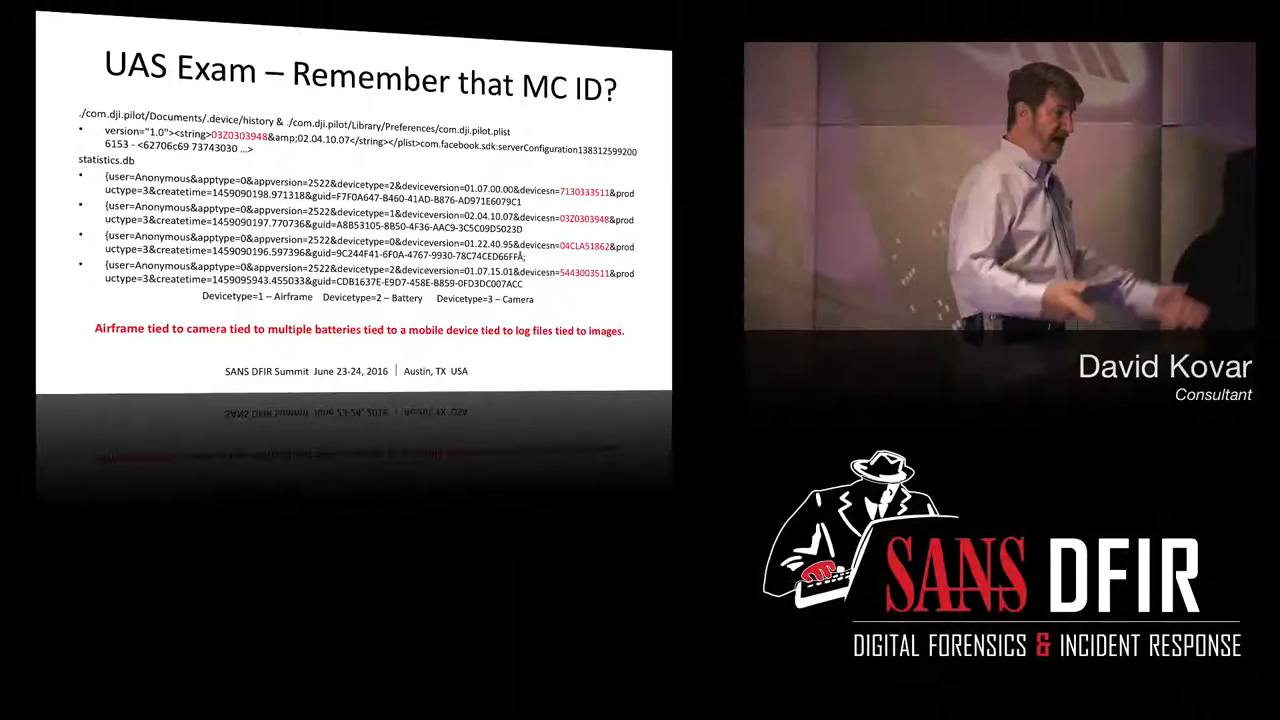 UAS Exam – Remember that MC ID?
./com.dji.pilot/Documents/.device/history & ./com.dji.pilot/Library/Preferences/com.dji.pilot.plist
• version="1.0"><string>03Z0303948&amp;02.04.10.07</string></plist>com.facebook.sdk:serverConfiguration138312599200
6153 - <62706c69 73743030 ...>
statistics.db
• {user=Anonymous&apptype=0&appversion=2522&devicetype=2&deviceversion=01.07.00.00&devicesn=7130333511&prod
uctype=3&createtime=1459090198.971318&guid=F7F0A647-B460-41AD-B876-AD971E6079C1
• {user=Anonymous&apptype=0&appversion=2522&devicetype=1&deviceversion=02.04.10.07&devicesn=03Z0303948&prod
uctype=3&createtime=1459090197.770736&guid=A8B53105-8B50-4F36-AAC9-3C5C09D5023D
• {user=Anonymous&apptype=0&appversion=2522&devicetype=0&deviceversion=01.22.40.95&devicesn=04CLA51862&prod
uctype=3&createtime=1459090196.597396&guid=9C244F41-6F0A-4767-9930-78C74CED66FFÂ;
• {user=Anonymous&apptype=0&appversion=2522&devicetype=2&deviceversion=01.07.15.01&devicesn=5443003511&prod
uctype=3&createtime=1459095943.455033&guid=CDB1637E-E9D7-458E-B859-0FD3DC007ACC
Devicetype=1 – Airframe Devicetype=2 – Battery Devicetype=3 – Camera
Airframe tied to camera tied to multiple batteries tied to a mobile device tied to log files tied to images.
SANS DFIR Summit June 23-24, 2016 | Austin, TX USA
David Kovar
Consultant
SANS DFIR
DIGITAL FORENSICS & INCIDENT RESPONSE